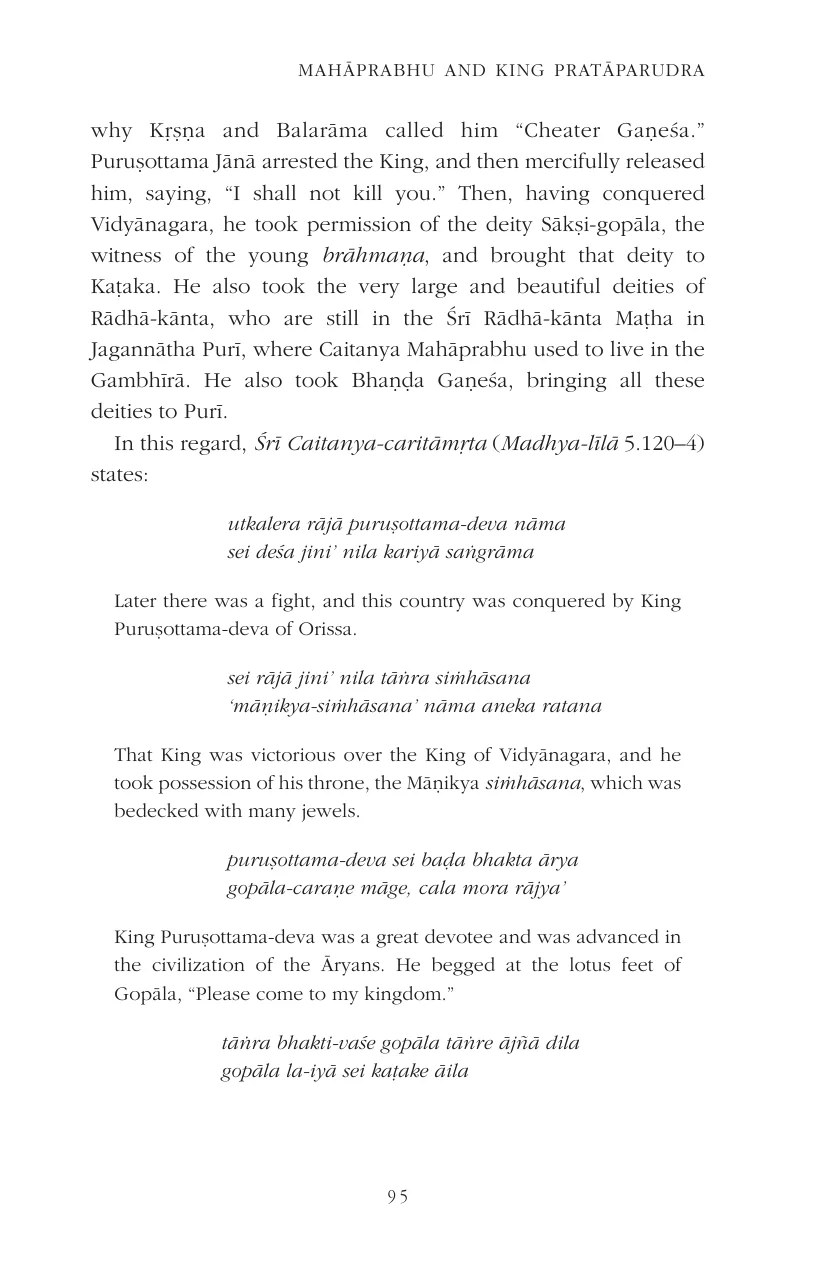 MAHĀPRABHU AND KING PRATĀPARUDRA
why Kṛṣṇa and Balarāma called him “Cheater Gaṇeśa.”
Puruṣottama Jānā arrested the King, and then mercifully released
him, saying, “I shall not kill you.” Then, having conquered
Vidyānagara, he took permission of the deity Sākṣi-gopāla, the
witness of the young brāhmaṇa, and brought that deity to
Kaṭaka. He also took the very large and beautiful deities of
Rādhā-kānta, who are still in the Śrī Rādhā-kānta Maṭha in
Jagannātha Purī, where Caitanya Mahāprabhu used to live in the
Gambhīrā. He also took Bhaṇḍa Gaṇeśa, bringing all these
deities to Purī.
In this regard, Śrī Caitanya-caritāmṛta (Madhya-līlā 5.120–4)
states:
utkalera rājā puruṣottama-deva nāma
sei deśa jini’ nila kariyā saṅgrāma
Later there was a fight, and this country was conquered by King
Puruṣottama-deva of Orissa.
sei rājā jini’ nila tāṅra siṁhāsana
‘māṇikya-siṁhāsana’ nāma aneka ratana
That King was victorious over the King of Vidyānagara, and he
took possession of his throne, the Māṇikya siṁhāsana, which was
bedecked with many jewels.
puruṣottama-deva sei baḍa bhakta ārya
gopāla-caraṇe māge, cala mora rājya’
King Puruṣottama-deva was a great devotee and was advanced in
the civilization of the Āryans. He begged at the lotus feet of
Gopāla, “Please come to my kingdom.”
tāṅra bhakti-vaśe gopāla tāṅre ājñā dila
gopāla la-iyā sei kaṭake āila
95